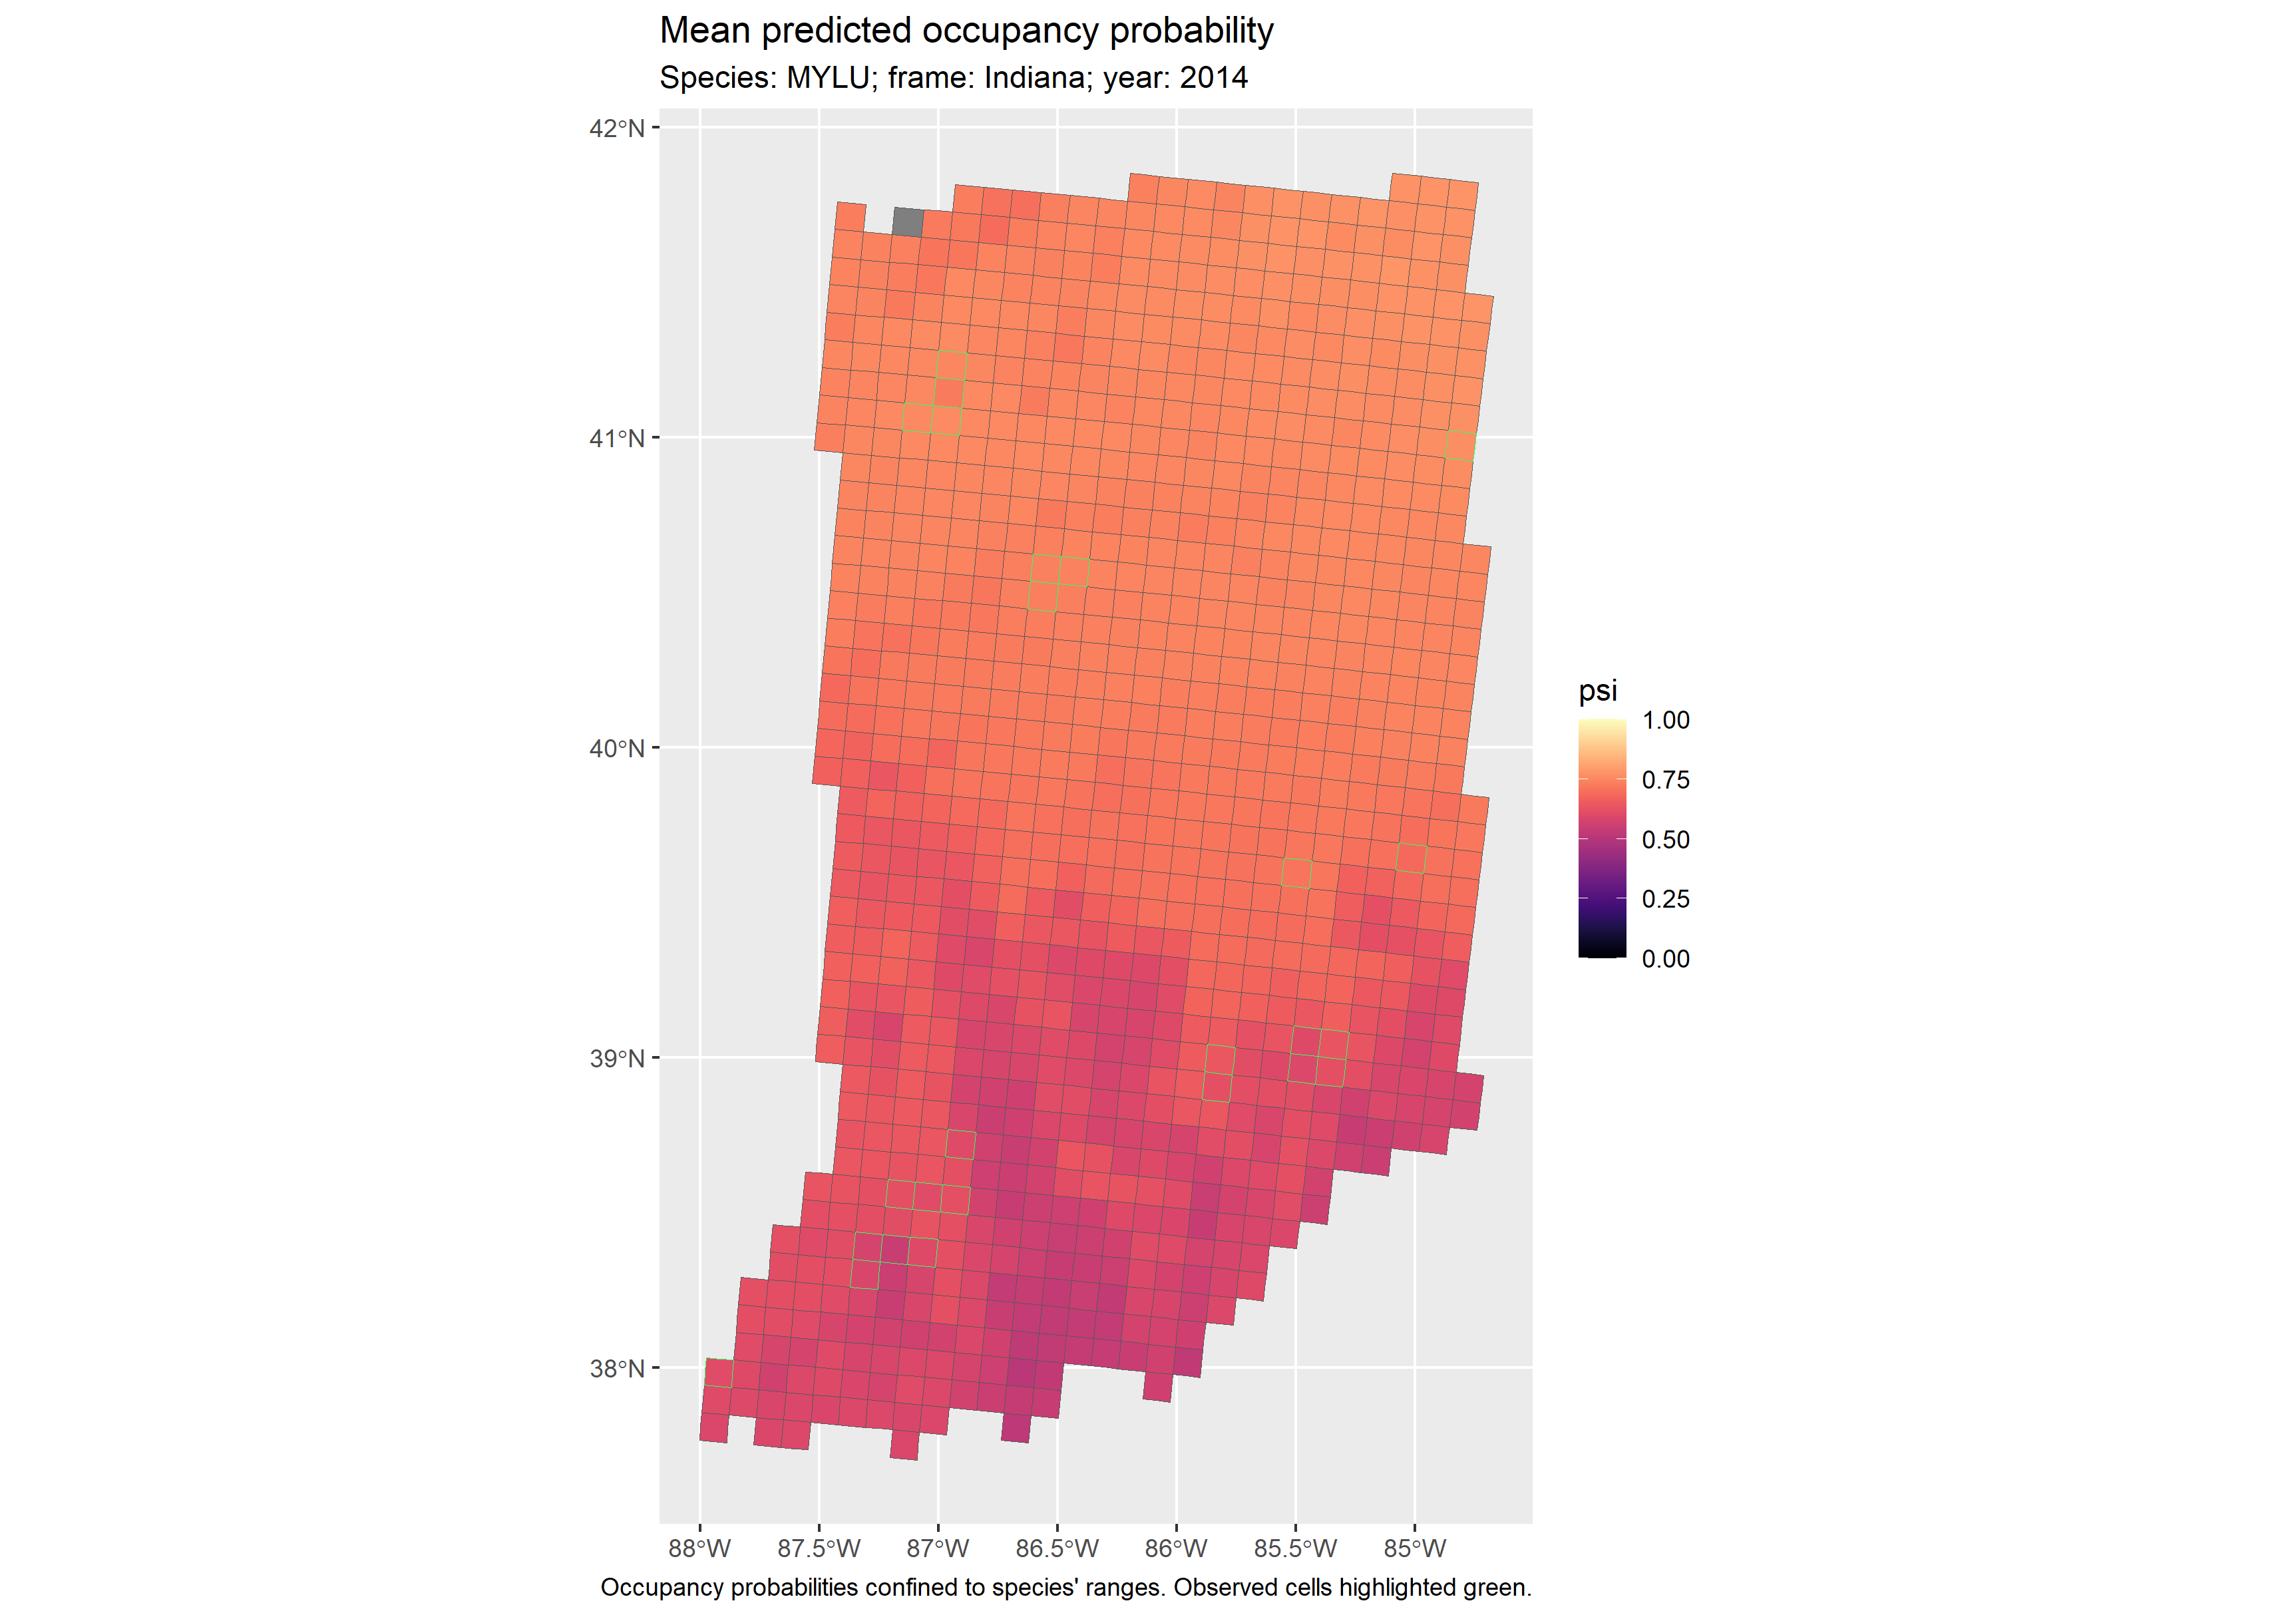 Mean predicted occupancy probability
Species: MYLU; frame: Indiana; year: 2014
42°N
41°N
40°N
39°N
38°N
88°W 87.5°W 87°W 86.5°W 86°W 85.5°W 85°W
psi
1.00
0.75
0.50
0.25
0.00
Occupancy probabilities confined to species' ranges. Observed cells highlighted green.